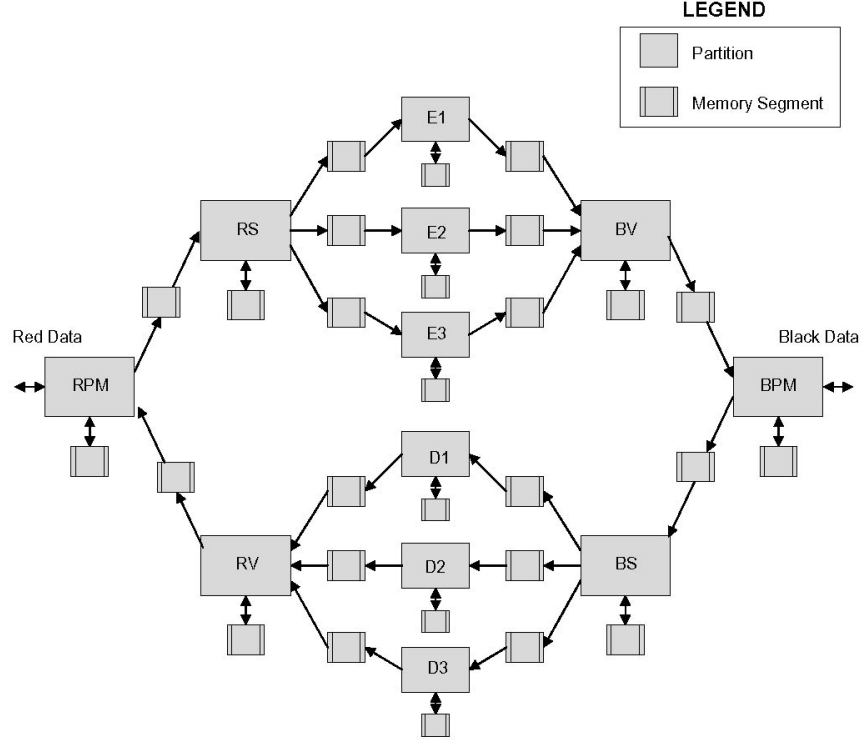 LEGEND
Partition
Memory Segment
E1
RS
E2
BV
E3
Red Data
Black Data
RPM
BPM
D1
RV
D2
BS
D3